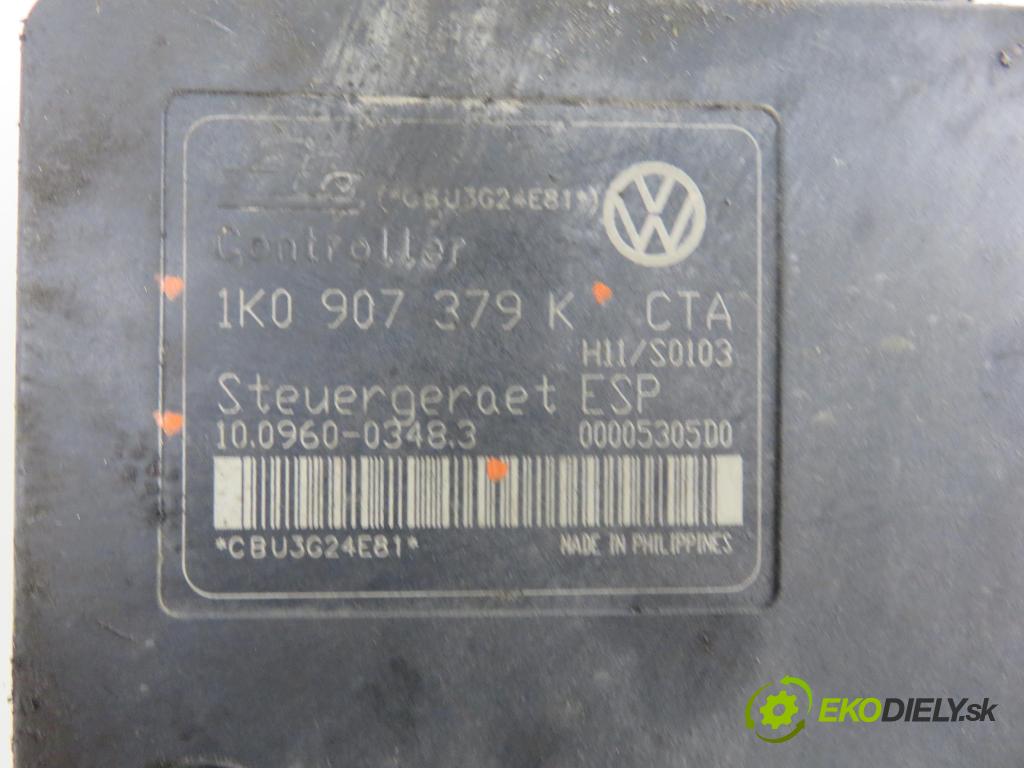 (*CBU3G24E81*)
Controller
1K0 907 379 K CTA
H11/S0103
Steuergeraet ESP
10.0960-0348.3 00005305D0
*CBU3G24E81* MADE IN PHILIPPINES
EKODIELY.sk